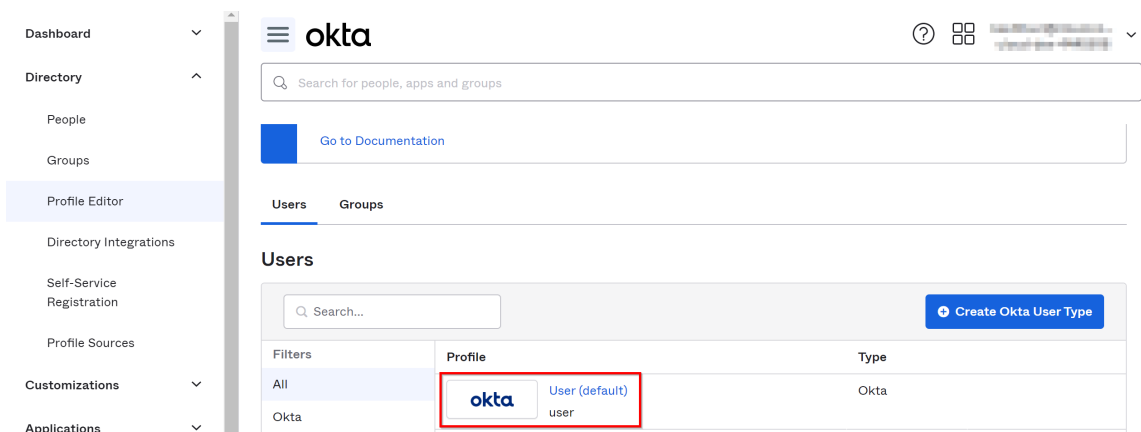 Dashboard
Directory
People
Groups
Profile Editor
Directory Integrations
Self-Service
Registration
Profile Sources
Customizations
Applications
okta
Search for people, apps and groups
Go to Documentation
Users
Groups
Users
Search...
Create Okta User Type
Filters
All
Okta
Profile
Type
okta
User (default)
user
Okta